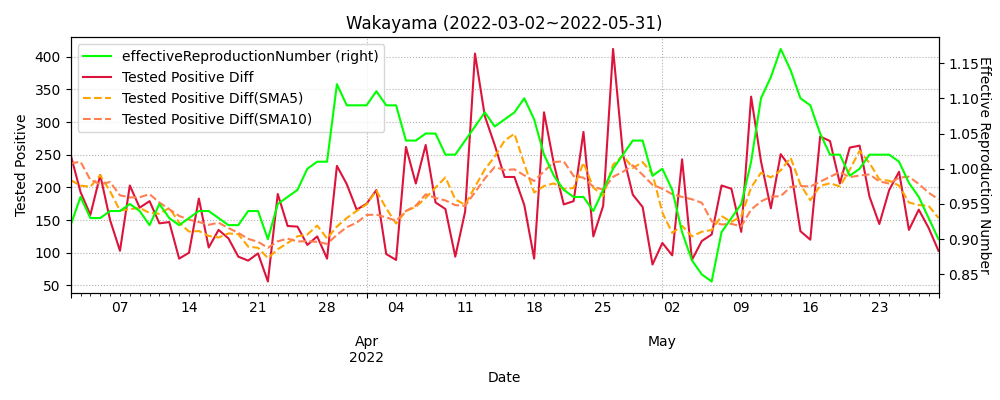 Wakayama (2022-03-02~2022-05-31)
effectiveReproductionNumber (right)
Tested Positive Diff
Tested Positive Diff(SMA5)
Tested Positive Diff(SMA10)
Tested Positive
400
350
300
250
200
150
100
50
1.15
1.10
1.05
1.00
0.95
0.90
0.85
Effective Reproduction Number
07 14 21 28 04 11 18 25 02 09 16 23
Apr May
2022
Date